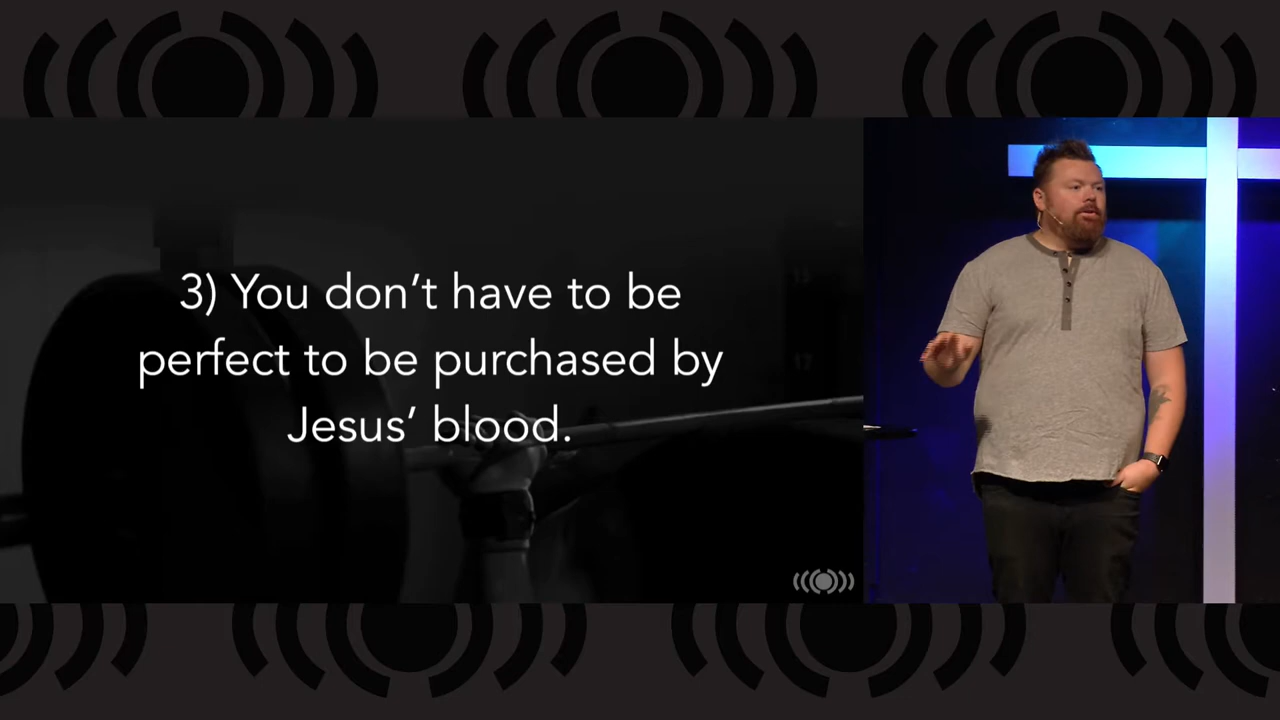 3) You don't have to be
perfect to be purchased by
Jesus' blood.